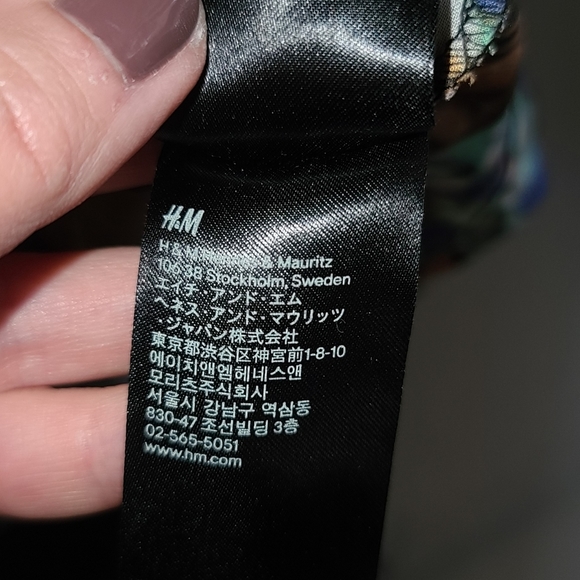 H&M
H & M & Mauritz
106 38 Stockholm, Sweden
エイチ・アンド・エム
ヘネス アンド・マウリッツ
・ジャパン株式会社
東京都渋谷区神宮前1-8-10
에이치앤엠헤네스앤
모리츠주식회사
서울시 강남구 역삼동
830-47 조선빌딩 3층
02-565-5051
www.hm.com